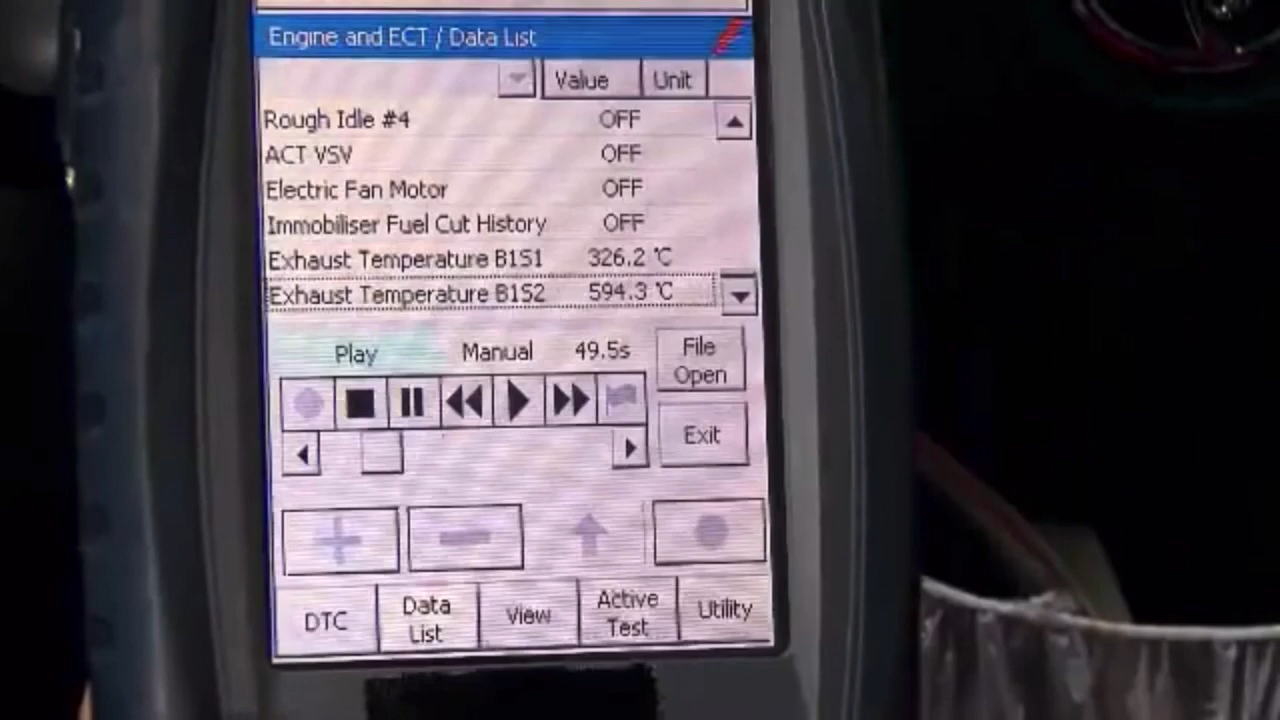 Engine and ECT / Data List
Value Unit
Rough Idle #4 OFF
ACT VSV OFF
Electric Fan Motor OFF
Immobiliser Fuel Cut History OFF
Exhaust Temperature B1S1 326.2 ℃
Exhaust Temperature B1S2 594.3 ℃
Play Manual 49.5s
File Open
Exit
DTC
Data List
View
Active Test
Utility